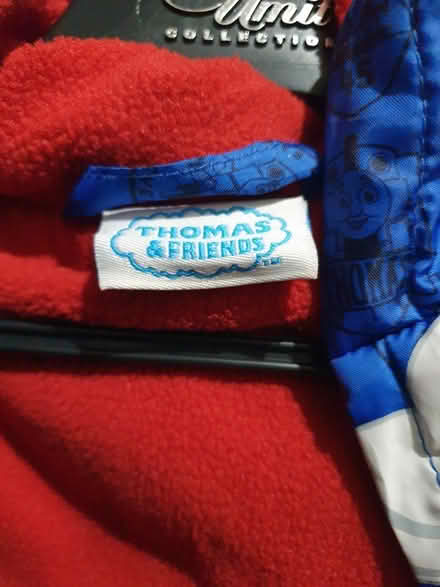 COLLECTION
THOMAS
& FRIENDS
TM